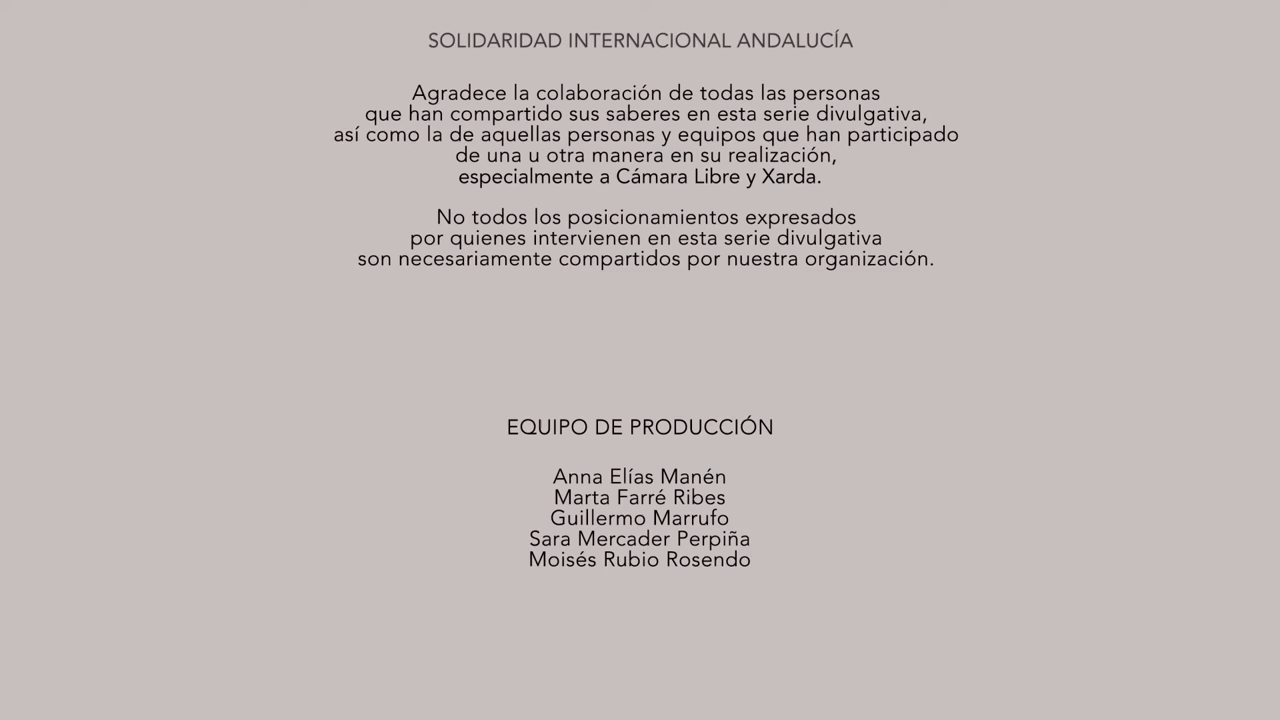 SOLIDARIDAD INTERNACIONAL ANDALUCÍA
Agradece la colaboración de todas las personas
que han compartido sus saberes en esta serie divulgativa,
así como la de aquellas personas y equipos que han participado
de una u otra manera en su realización,
especialmente a Cámara Libre y Xarda.
No todos los posicionamientos expresados
por quienes intervienen en esta serie divulgativa
son necesariamente compartidos por nuestra organización.
EQUIPO DE PRODUCCIÓN
Anna Elías Manén
Marta Farré Ribes
Guillermo Marrufo
Sara Mercader Perpiña
Moisés Rubio Rosendo